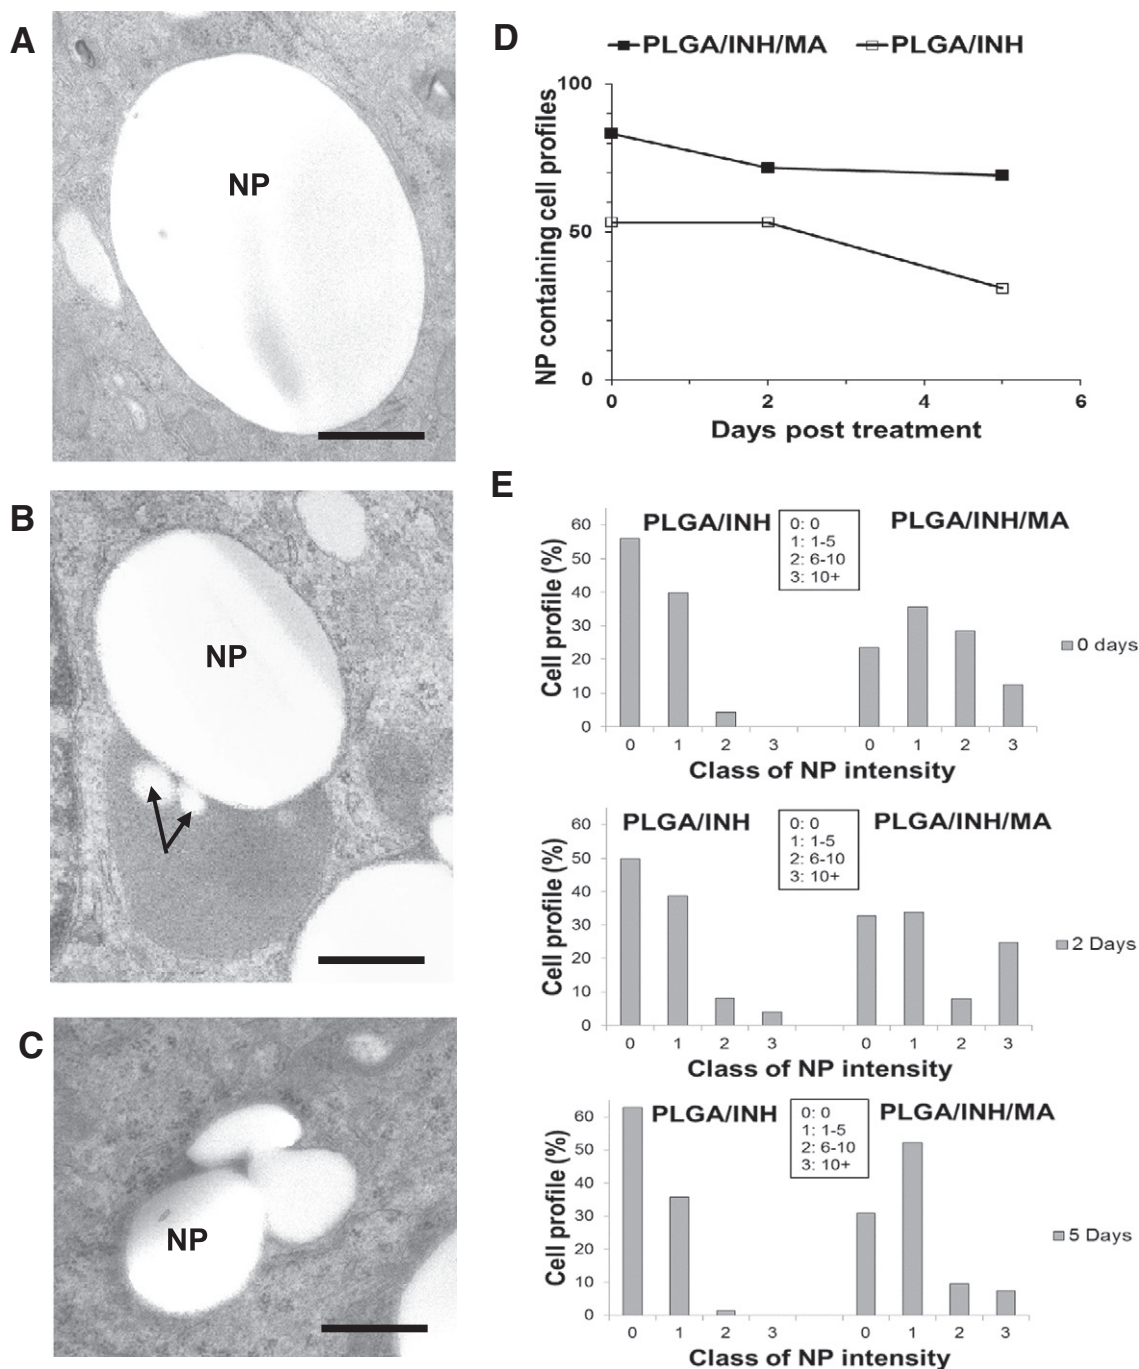 A
NP
B
NP
C
NP
D
PLGA/INH/MA PLGA/INH
NP containing cell profiles
100
50
0
0 2 4 6
Days post treatment
E
PLGA/INH PLGA/INH/MA
0: 0
1: 1-5
2: 6-10
3: 10+
Cell profile (%)
60
50
40
30
20
10
0
0 1 2 3 0 1 2 3
Class of NP intensity
0 days
PLGA/INH PLGA/INH/MA
0: 0
1: 1-5
2: 6-10
3: 10+
Cell profile (%)
60
50
40
30
20
10
0
0 1 2 3 0 1 2 3
Class of NP intensity
2 Days
PLGA/INH PLGA/INH/MA
0: 0
1: 1-5
2: 6-10
3: 10+
Cell profile (%)
60
50
40
30
20
10
0
0 1 2 3 0 1 2 3
Class of NP intensity
5 Days